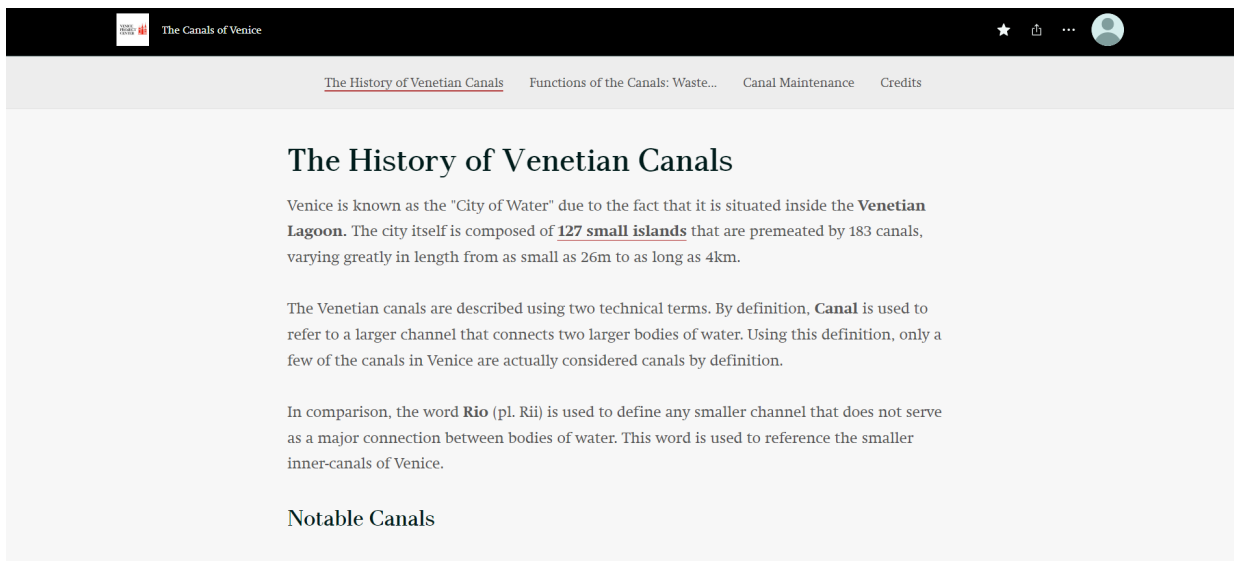 VENICE
PROJECT
CENTER
The Canals of Venice
The History of Venetian Canals
Functions of the Canals: Waste...
Canal Maintenance
Credits
The History of Venetian Canals
Venice is known as the "City of Water" due to the fact that it is situated inside the Venetian
Lagoon. The city itself is composed of 127 small islands that are premeated by 183 canals,
varying greatly in length from as small as 26m to as long as 4km.
The Venetian canals are described using two technical terms. By definition, Canal is used to
refer to a larger channel that connects two larger bodies of water. Using this definition, only a
few of the canals in Venice are actually considered canals by definition.
In comparison, the word Rio (pl. Rii) is used to define any smaller channel that does not serve
as a major connection between bodies of water. This word is used to reference the smaller
inner-canals of Venice.
Notable Canals